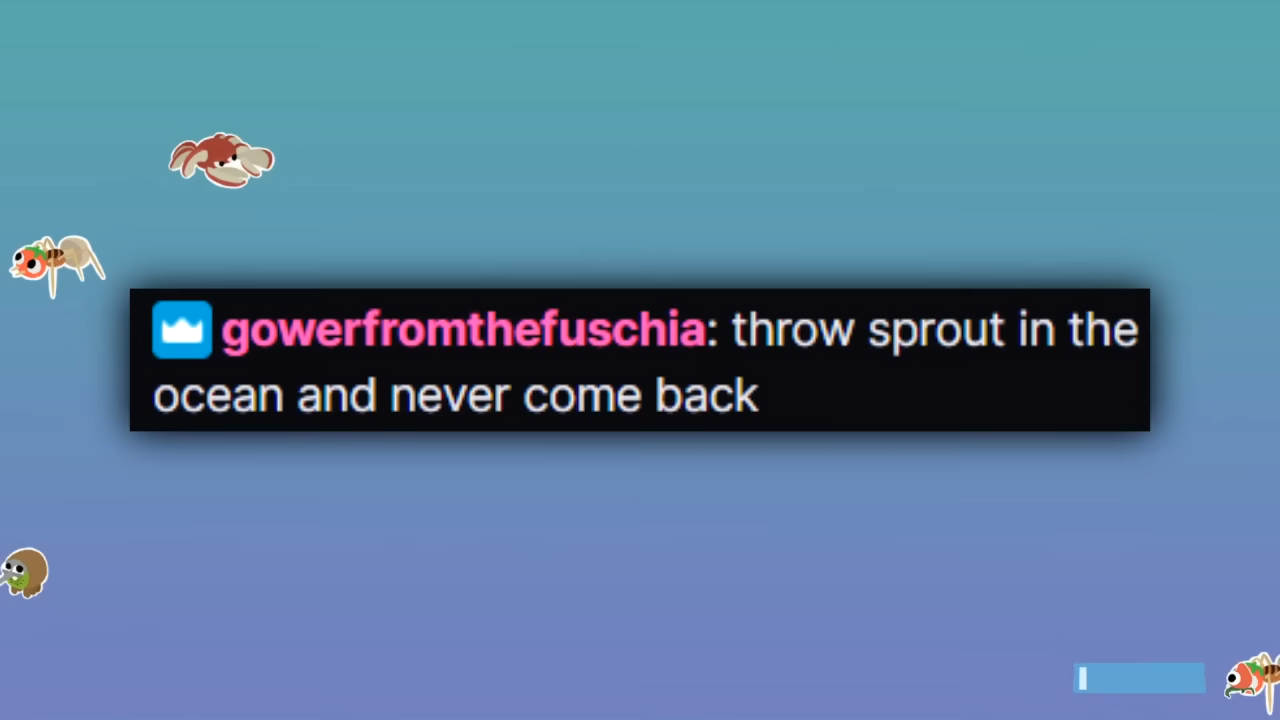 gowerfromthefuschia: throw sprout in the
ocean and never come back